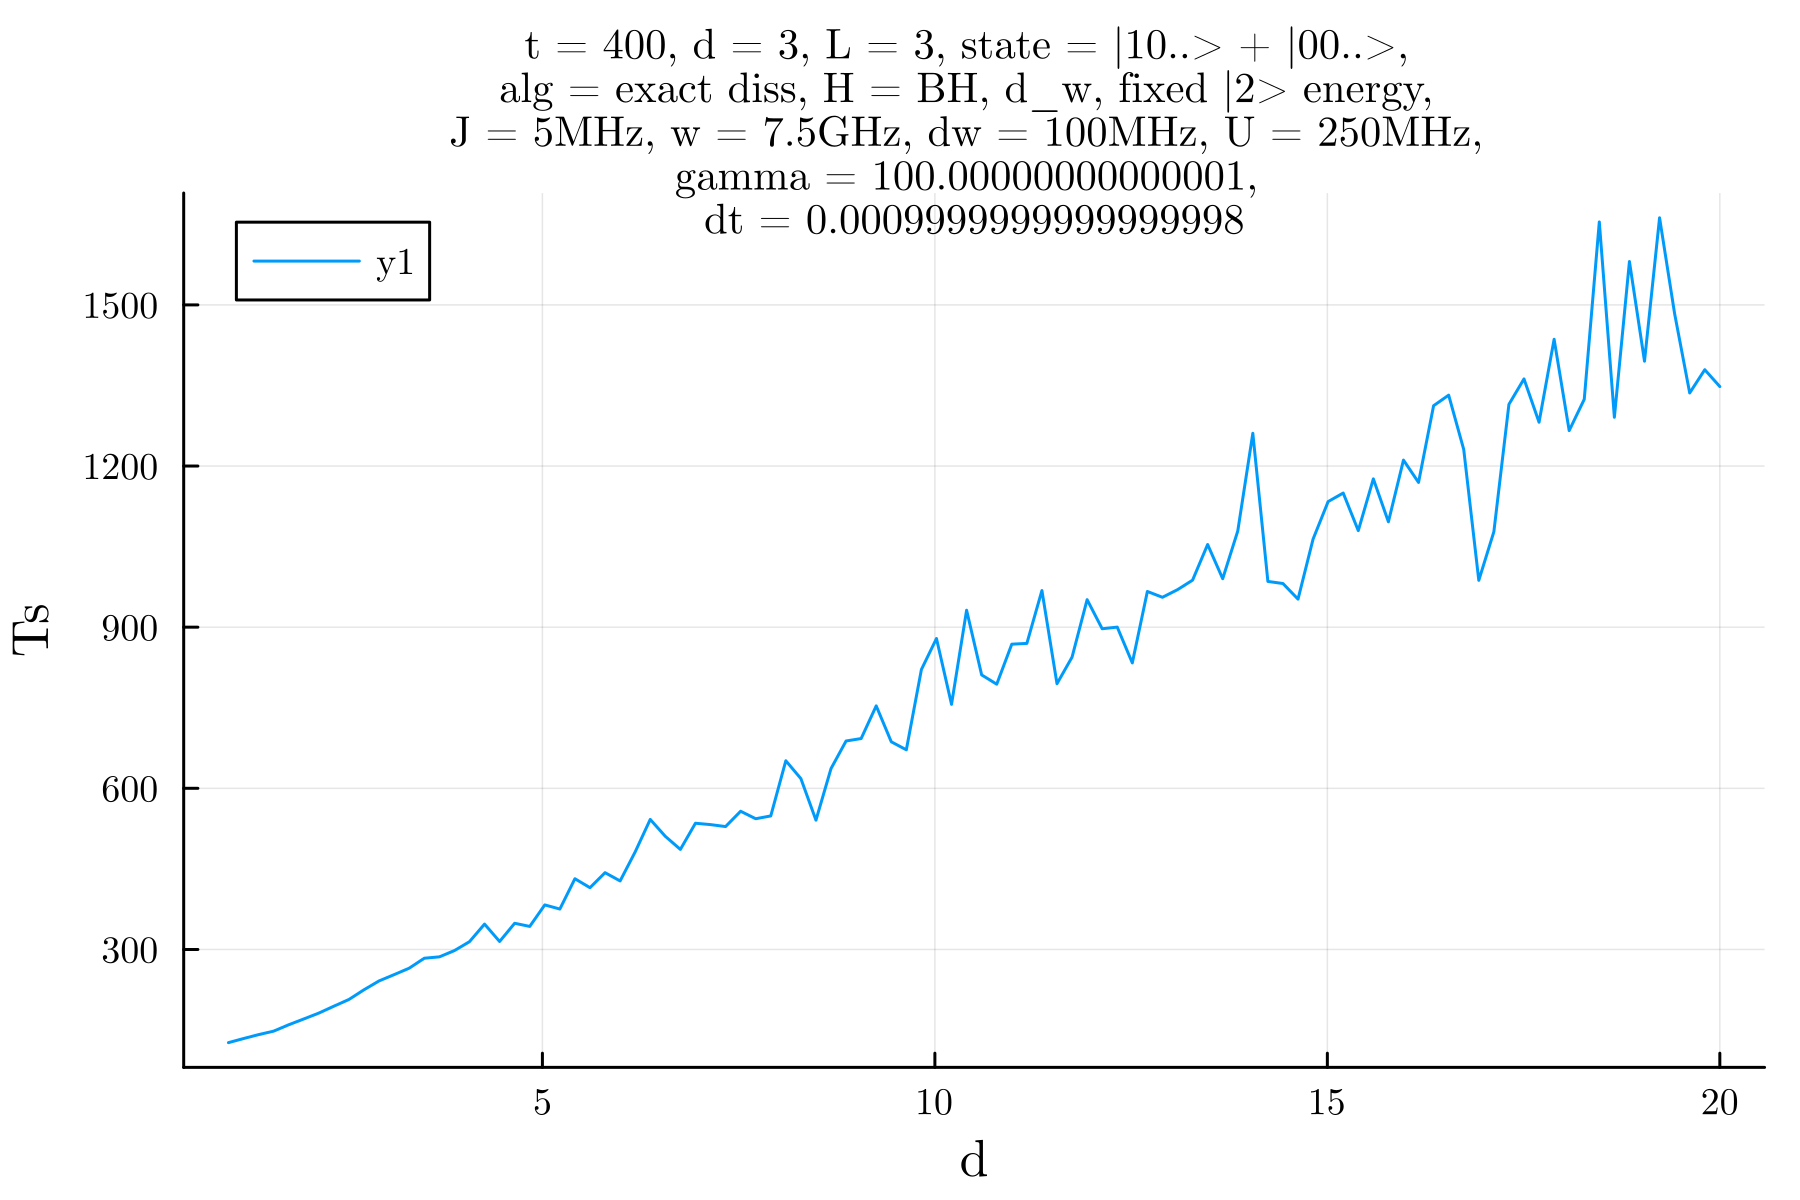 t = 400, d = 3, L = 3, state = |10..> + |00..>,
alg = exact diss, H = BH, d_w, fixed |2> energy,
J = 5MHz, w = 7.5GHz, dw = 100MHz, U = 250MHz,
gamma = 100.00000000000001,
dt = 0.0009999999999999998
y1
1500
1200
900
600
300
Ts
5 10 15 20
d